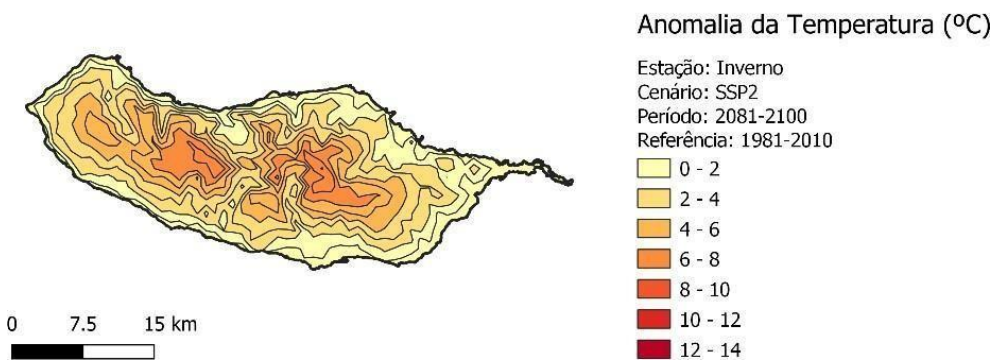 Anomalia da Temperatura (ºC)
Estação: Inverno
Cenário: SSP2
Período: 2081-2100
Referência: 1981-2010
0 - 2
2 - 4
4 - 6
6 - 8
8 - 10
10 - 12
12 - 14
0 7.5 15 km